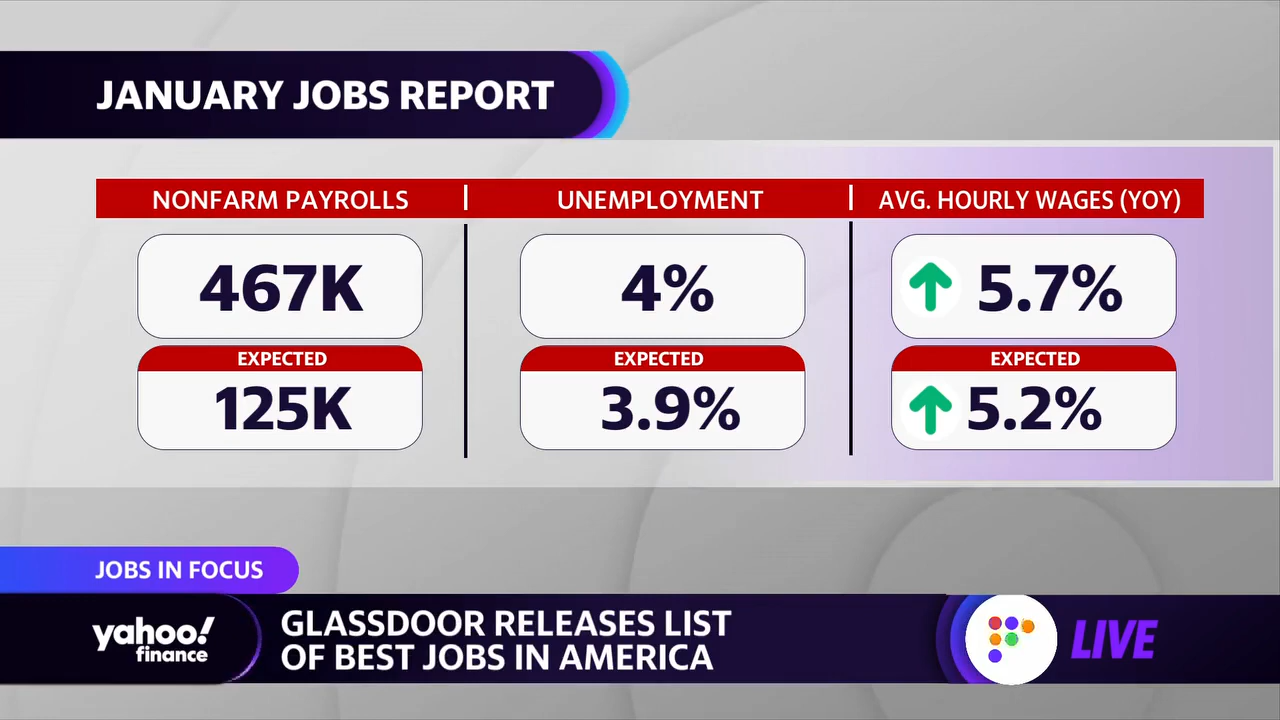 JANUARY JOBS REPORT
NONFARM PAYROLLS
UNEMPLOYMENT
AVG. HOURLY WAGES (YOY)
467K
4%
5.7%
EXPECTED
EXPECTED
EXPECTED
125K
3.9%
5.2%
JOBS IN FOCUS
yahoo!
finance
GLASSDOOR RELEASES LIST
OF BEST JOBS IN AMERICA
LIVE